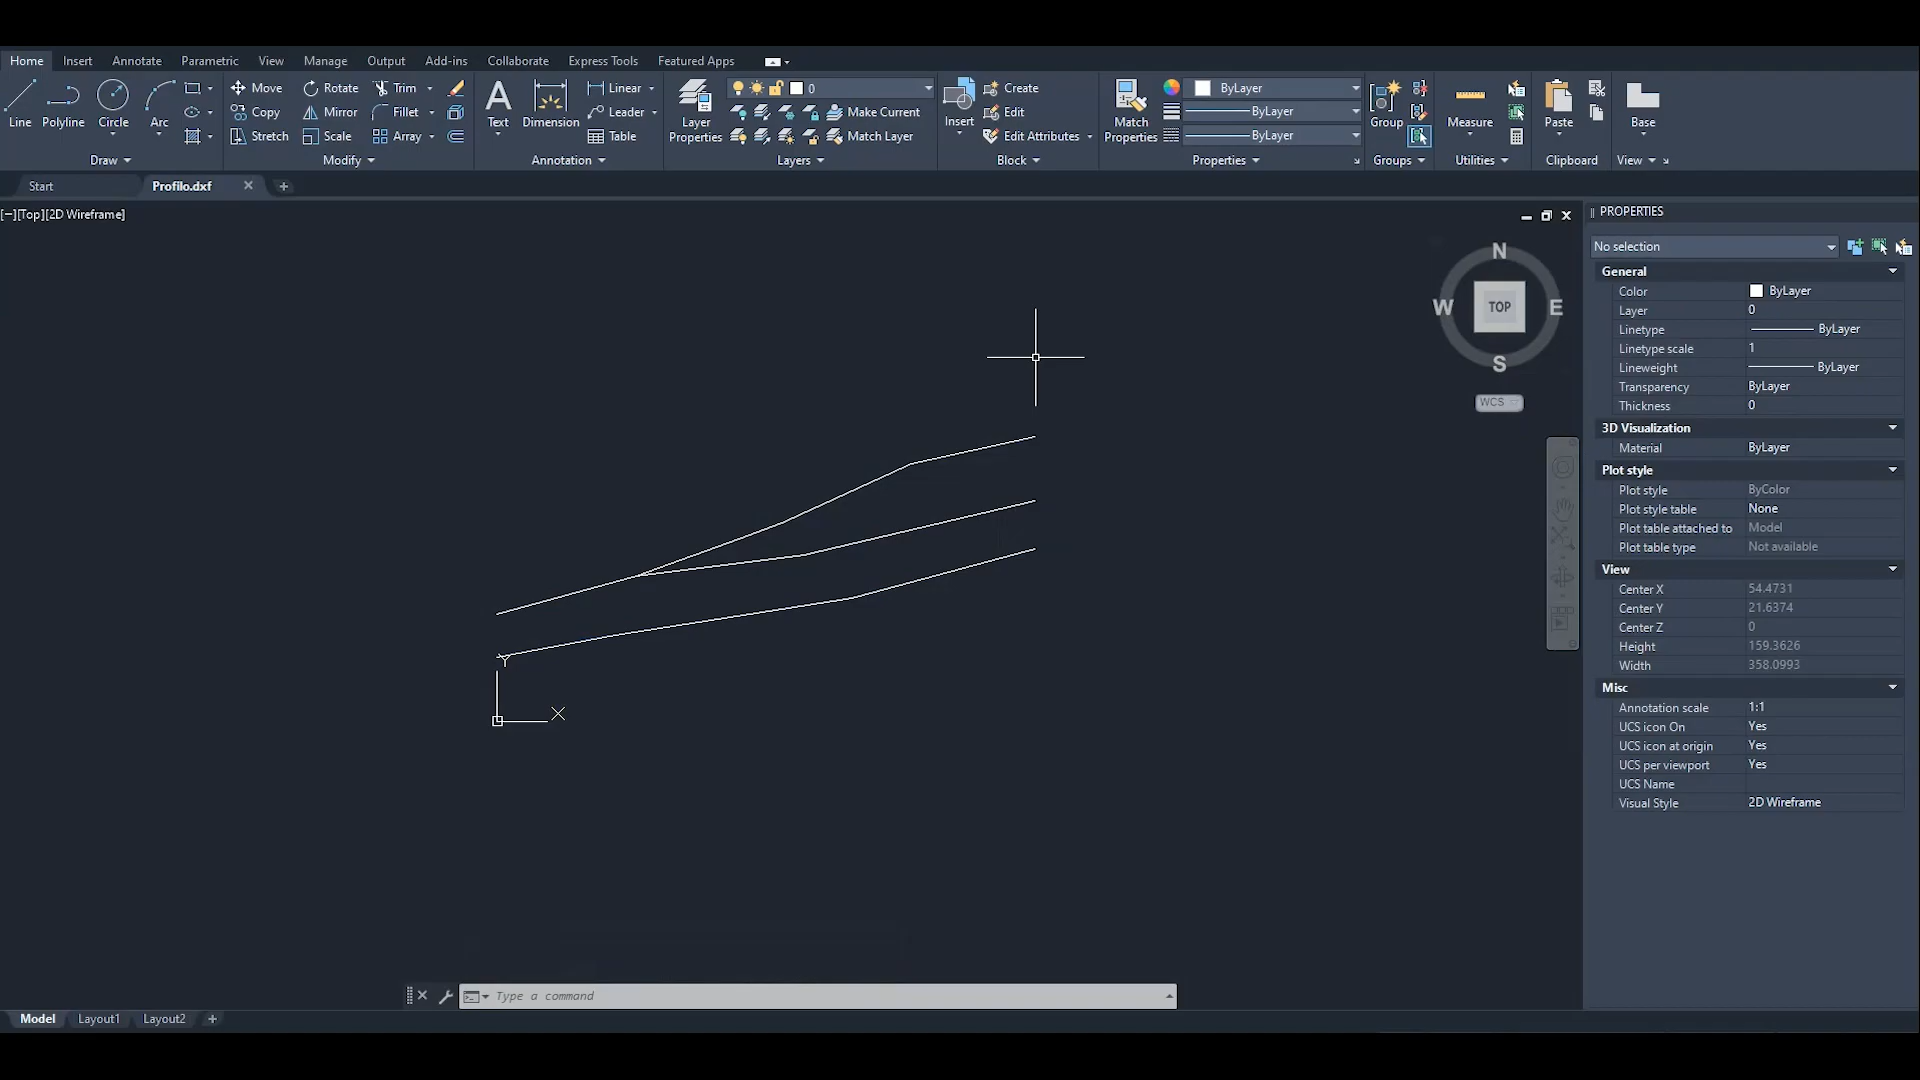 Home Insert Annotate Parametric View Manage Output Add-ins Collaborate Express Tools Featured Apps
Line Polyline Circle Arc
Move Rotate Trim
Copy Mirror Fillet
Stretch Scale Array
Text Dimension
Linear
Leader
Table
Layer Properties
0
Make Current
Match Layer
Insert
Create
Edit
Edit Attributes
Match Properties
ByLayer
ByLayer
ByLayer
Group
Measure
Paste
Base
Draw Modify Annotation Layers Block Properties Groups Utilities Clipboard View
Start Profilo.dxf
[−][Top][2D Wireframe]
N
W TOP E
S
WCS
Y
X
PROPERTIES
No selection
General
Color ByLayer
Layer 0
Linetype ByLayer
Linetype scale 1
Lineweight ByLayer
Transparency ByLayer
Thickness 0
3D Visualization
Material ByLayer
Plot style
Plot style ByColor
Plot style table None
Plot table attached to Model
Plot table type Not available
View
Center X 54.4731
Center Y 21.6374
Center Z 0
Height 159.3626
Width 358.0993
Misc
Annotation scale 1:1
UCS icon On Yes
UCS icon at origin Yes
UCS per viewport Yes
UCS Name
Visual Style 2D Wireframe
Type a command
Model Layout1 Layout2